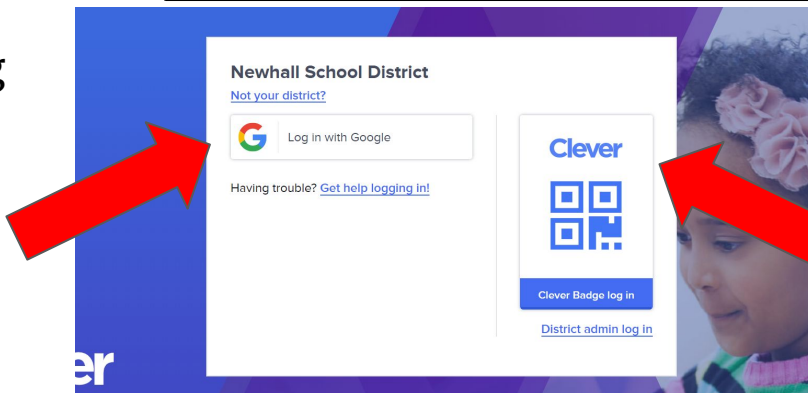 g
Newhall School District
Not your district?
G
Log in with Google
Having trouble? Get help logging in!
Clever
Clever Badge log in
District admin log in
er